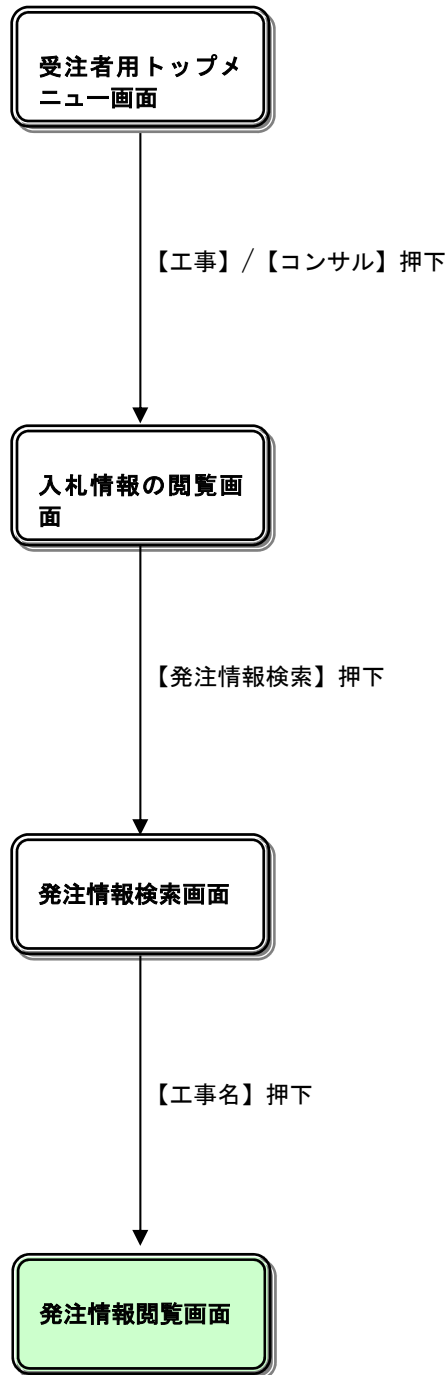 受注者用トップメ
ニュー画面
【工事】/【コンサル】押下
入札情報の閲覧画
面
【発注情報検索】押下
発注情報検索画面
【工事名】押下
発注情報閲覧画面